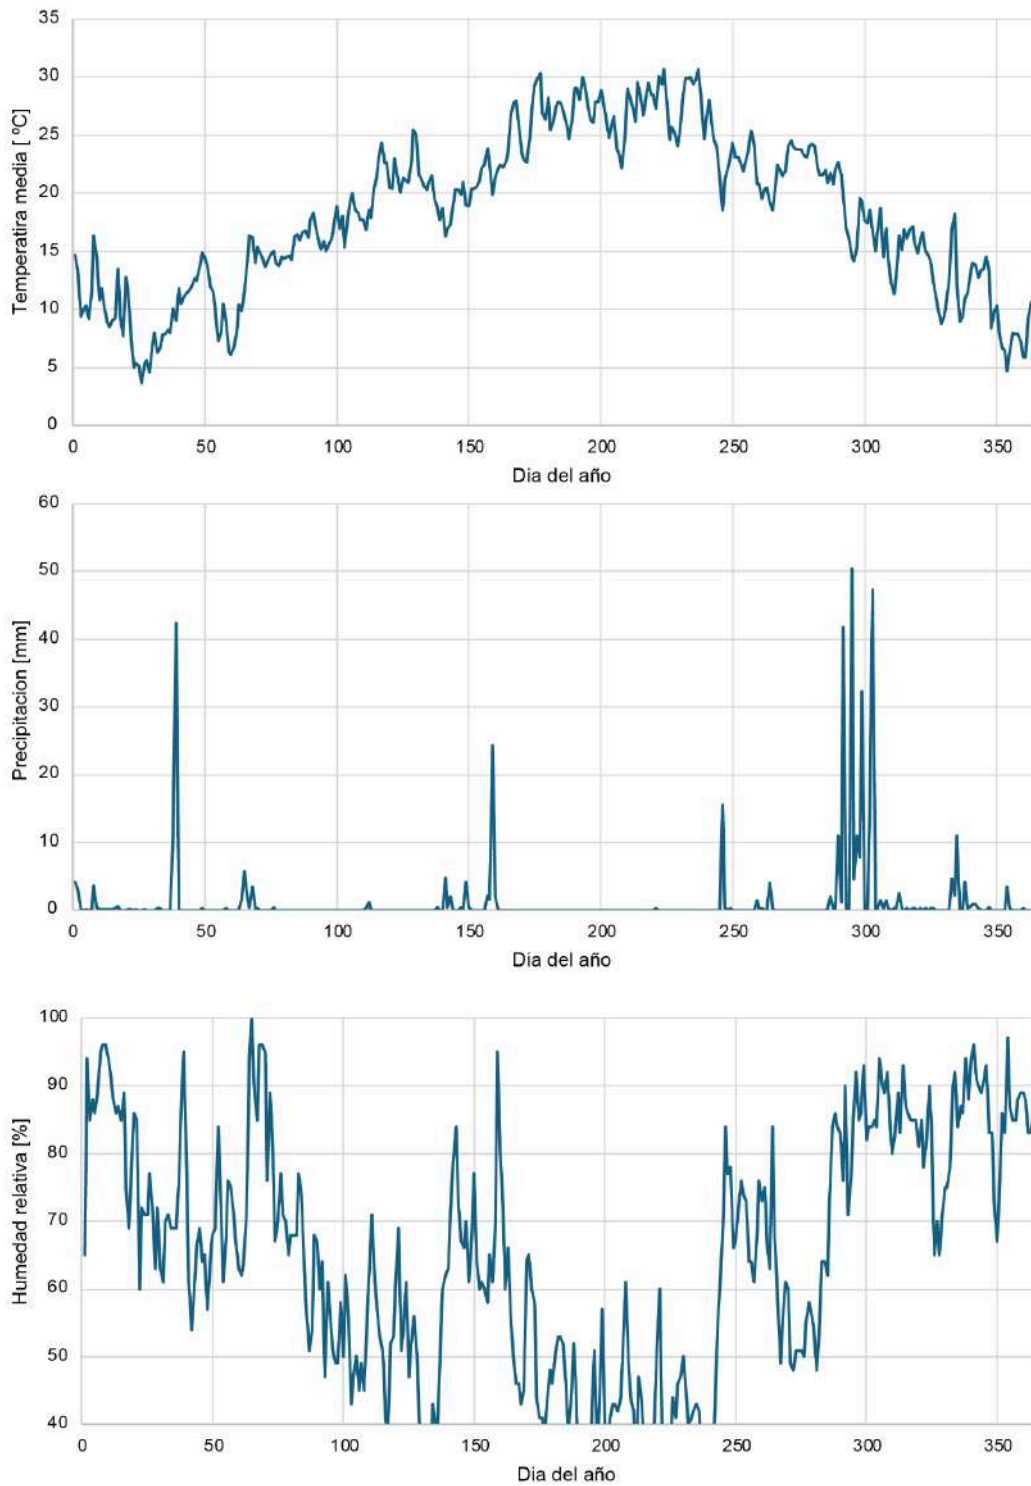 35
30
25
20
15
10
5
0
Temperatira media [ ºC]
0 50 100 150 200 250 300 350
Dia del año
60
50
40
30
20
10
0
Precipitacion [mm]
0 50 100 150 200 250 300 350
Dia del año
100
90
80
70
60
50
40
Humedad relativa [%]
0 50 100 150 200 250 300 350
Dia del año